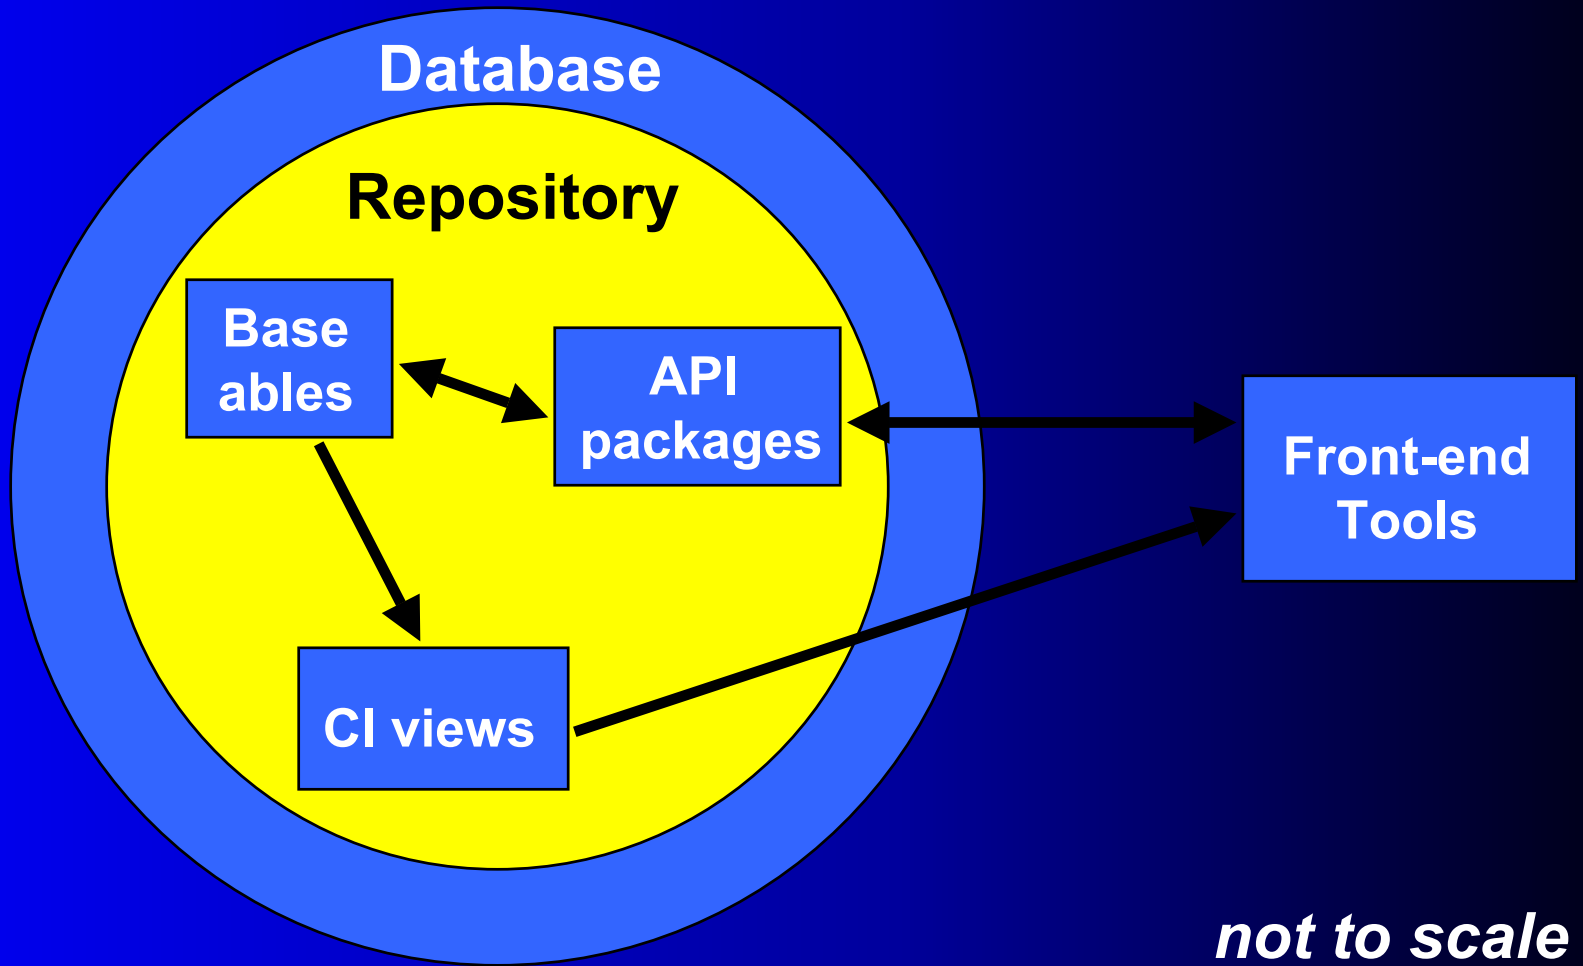 Database
Repository
Base
ables
API
packages
Front-end
Tools
CI views
not to scale